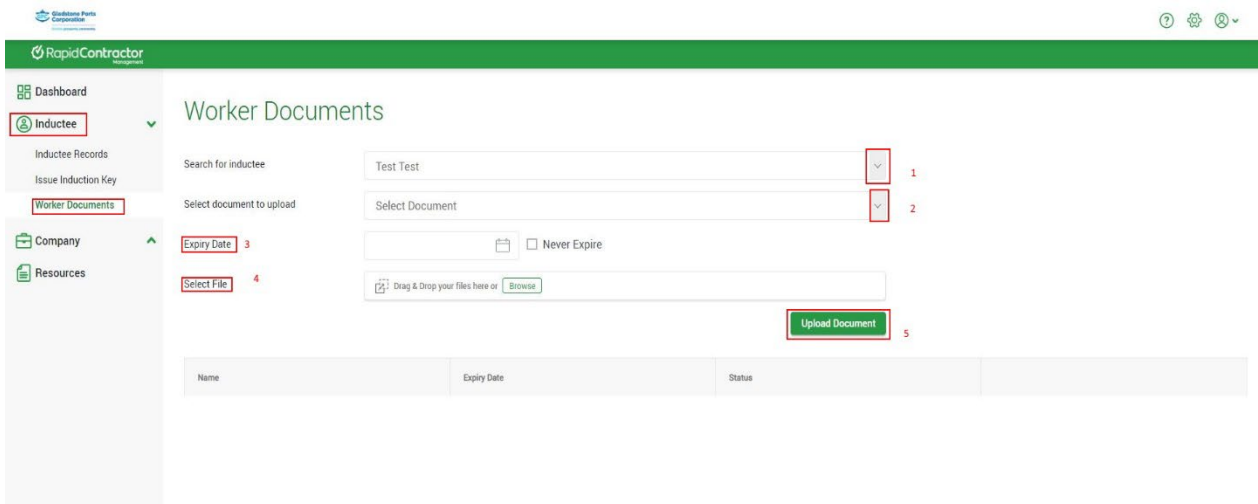 Gladstone Ports
Corporation
RapidContractor
Management
Dashboard
Inductee
Inductee Records
Issue Induction Key
Worker Documents
Company
Resources
Worker Documents
Search for inductee
Test Test
1
Select document to upload
Select Document
2
Expiry Date 3
Never Expire
Select File 4
Drag & Drop your files here or Browse
Upload Document
5
Name Expiry Date Status